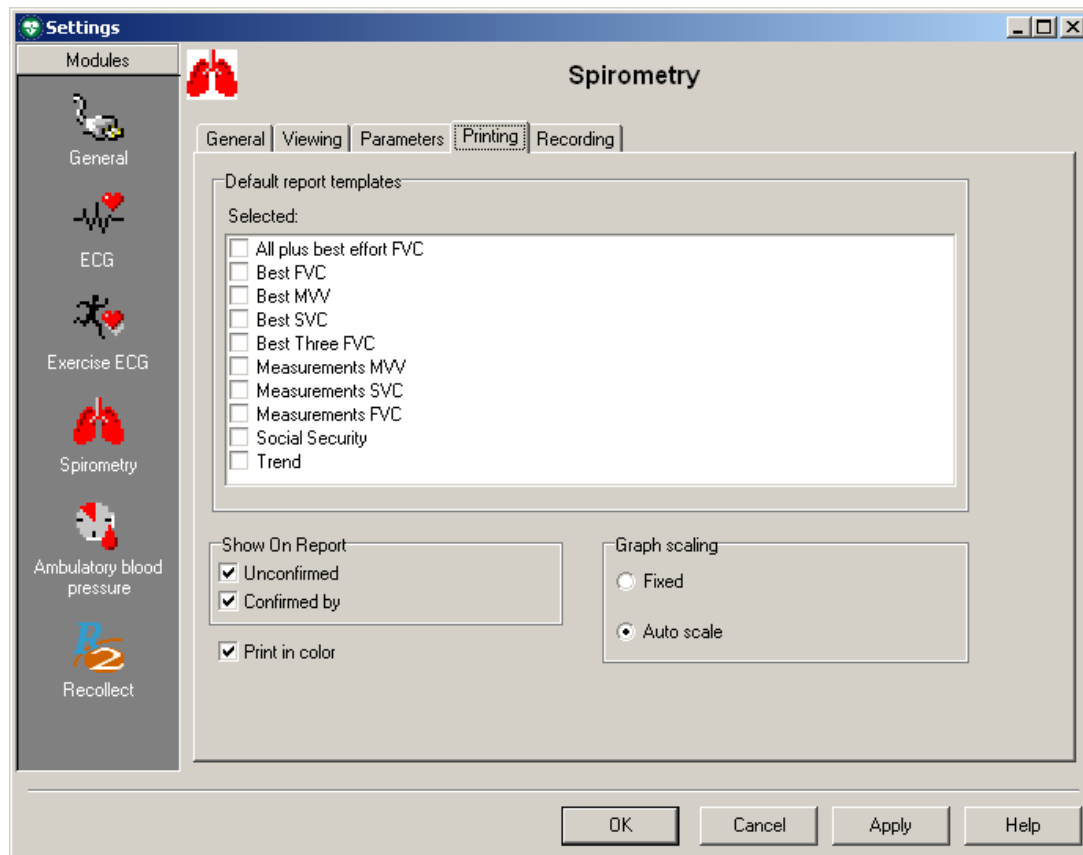 Settings
Modules
General
ECG
Exercise ECG
Spirometry
Ambulatory blood
pressure
R2
Recollect
Spirometry
General Viewing Parameters Printing Recording
Default report templates
Selected:
All plus best effort FVC
Best FVC
Best MVV
Best SVC
Best Three FVC
Measurements MVV
Measurements SVC
Measurements FVC
Social Security
Trend
Show On Report
Unconfirmed
Confirmed by
Print in color
Graph scaling
Fixed
Auto scale
OK Cancel Apply Help